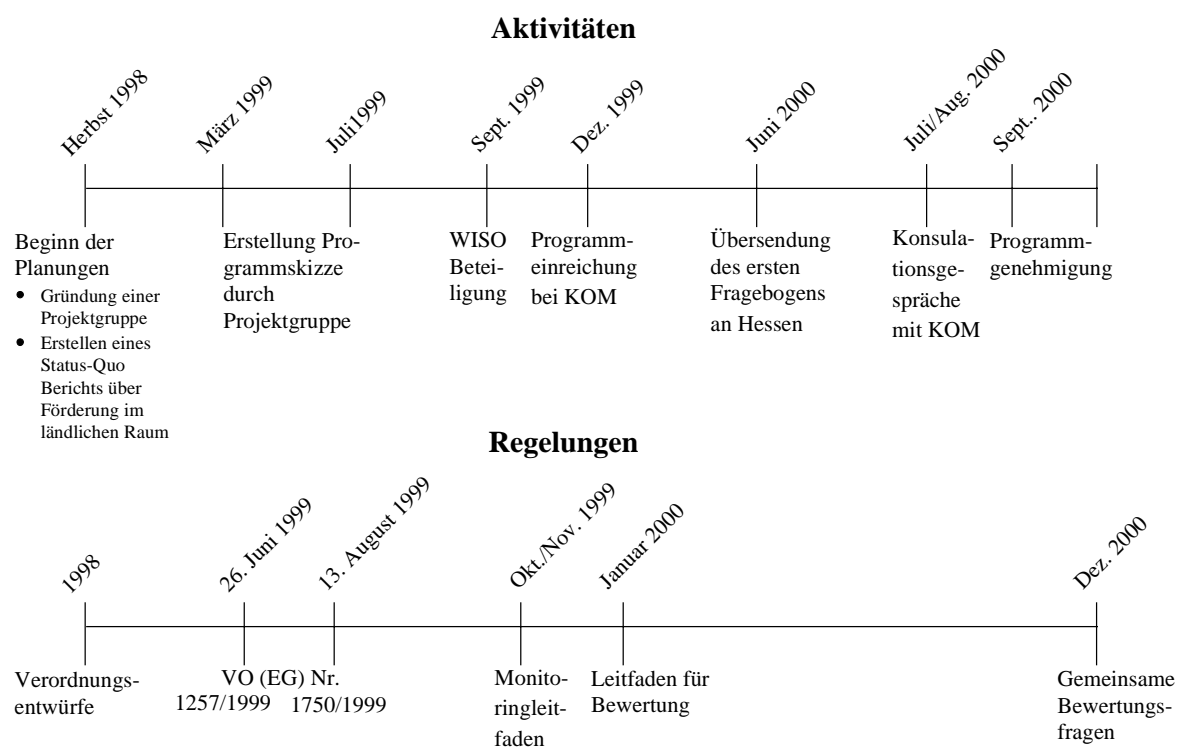 Aktivitäten
Herbst 1998
März 1999
Juli1999
Sept. 1999
Dez. 1999
Juni 2000
Juli/Aug. 2000
Sept.. 2000
Beginn der
Planungen
• Gründung einer
Projektgruppe
• Erstellen eines
Status-Quo
Berichts über
Förderung im
ländlichen Raum
Erstellung Pro-
grammskizze
durch
Projektgruppe
WISO
Betei-
ligung
Programm-
einreichung
bei KOM
Übersendung
des ersten
Fragebogens
an Hessen
Konsula-
tionsge-
spräche
mit KOM
Programm-
genehmigung
Regelungen
1998
26. Juni 1999
13. August 1999
Okt./Nov. 1999
Januar 2000
Dez. 2000
Verordnungs-
entwürfe
VO (EG) Nr.
1257/1999 1750/1999
Monito-
ringleit-
faden
Leitfaden für
Bewertung
Gemeinsame
Bewertungs-
fragen